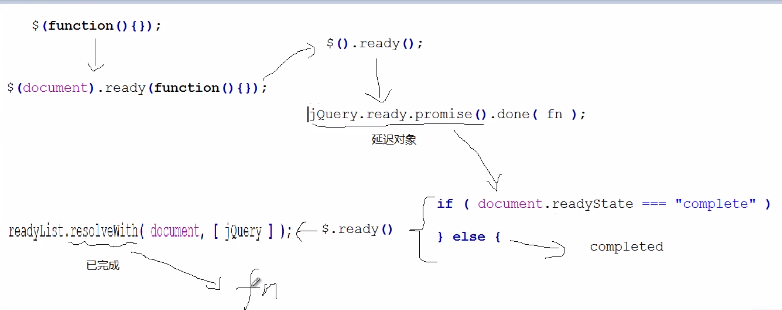 $(function(){});
$().ready();
$(document).ready(function(){});
jQuery.ready.promise().done( fn );
延迟对象
if ( document.readyState === "complete" )
readyList.resolveWith( document, [ jQuery ] );
$.ready()
} else {
completed
已完成
fn